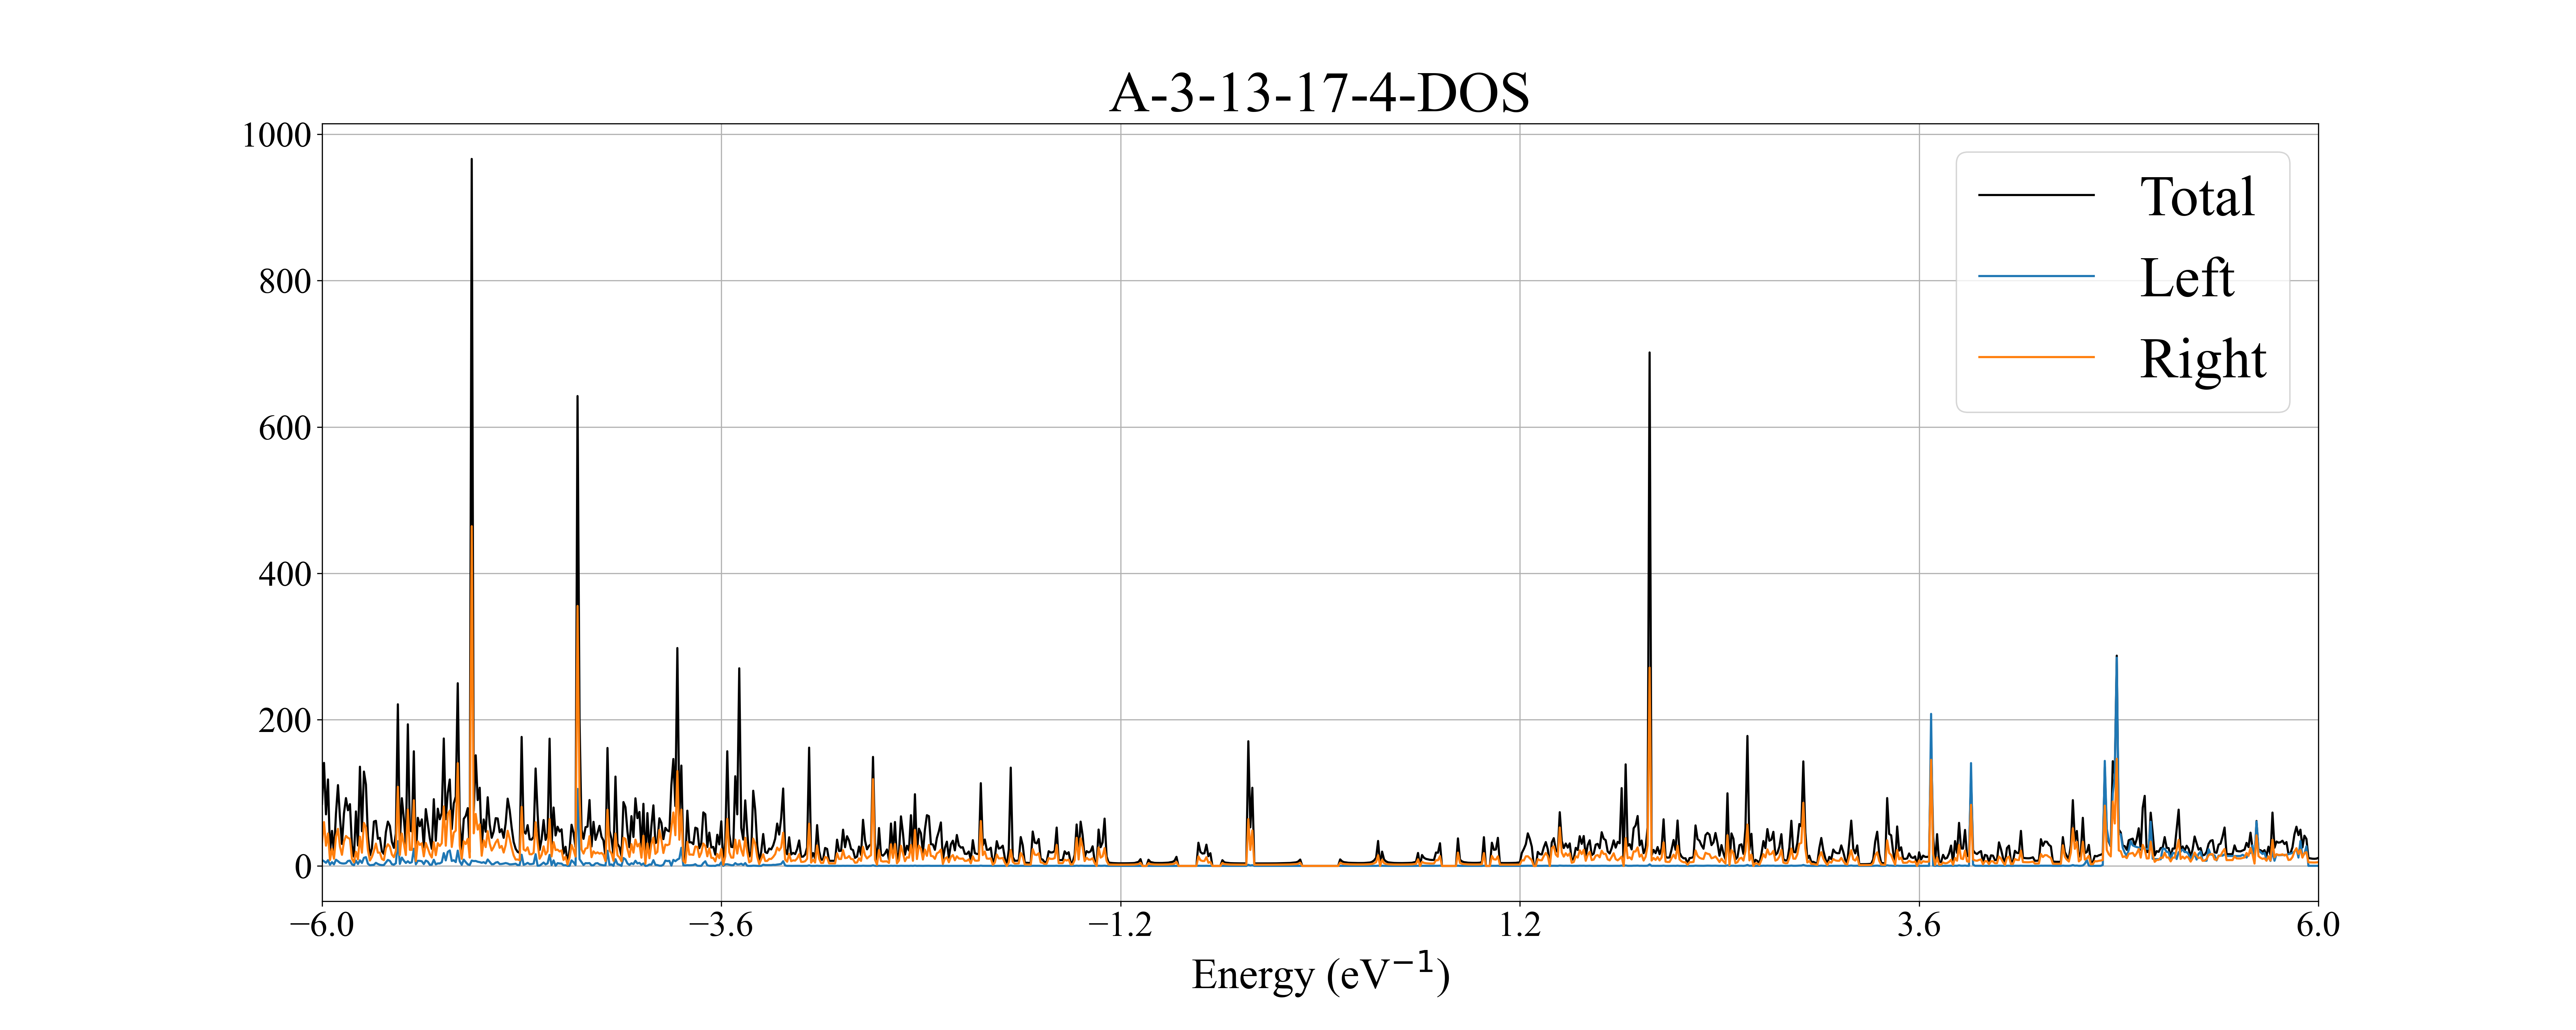 A-3-13-17-4-DOS
1000
800
600
400
200
0
−6.0 −3.6 −1.2 1.2 3.6 6.0
Energy (eV⁻¹)
Total
Left
Right